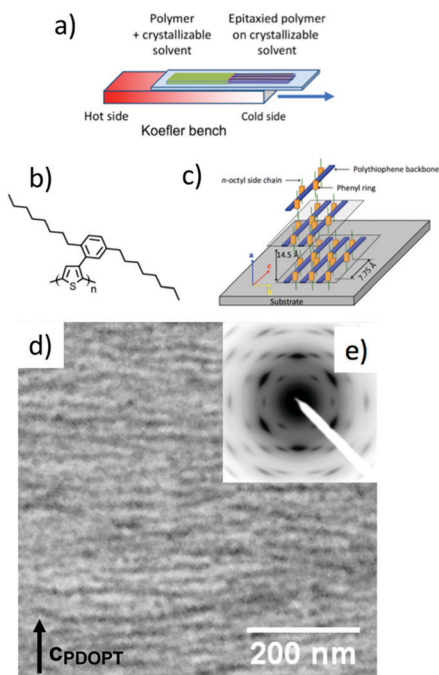 a)
Polymer
+ crystallizable
solvent
Epitaxied polymer
on crystallizable
solvent
Hot side
Cold side
Koefler bench
b)
S
n
c)
Polythiophene backbone
n-octyl side chain
Phenyl ring
14.5 Å
7.75 Å
a
c
b
Substrate
d)
e)
cPDOPT
200 nm